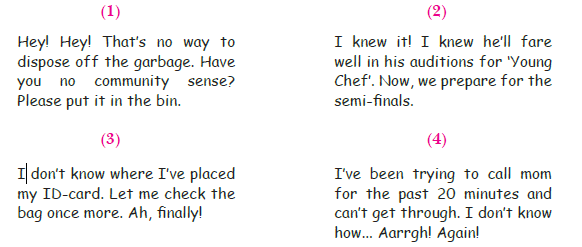 (1)
Hey! Hey! That's no way to
dispose off the garbage. Have
you no community sense?
Please put it in the bin.
(2)
I knew it! I knew he'll fare
well in his auditions for 'Young
Chef'. Now, we prepare for the
semi-finals.
(3)
I don't know where I've placed
my ID-card. Let me check the
bag once more. Ah, finally!
(4)
I've been trying to call mom
for the past 20 minutes and
can't get through. I don't know
how... Aarrgh! Again!